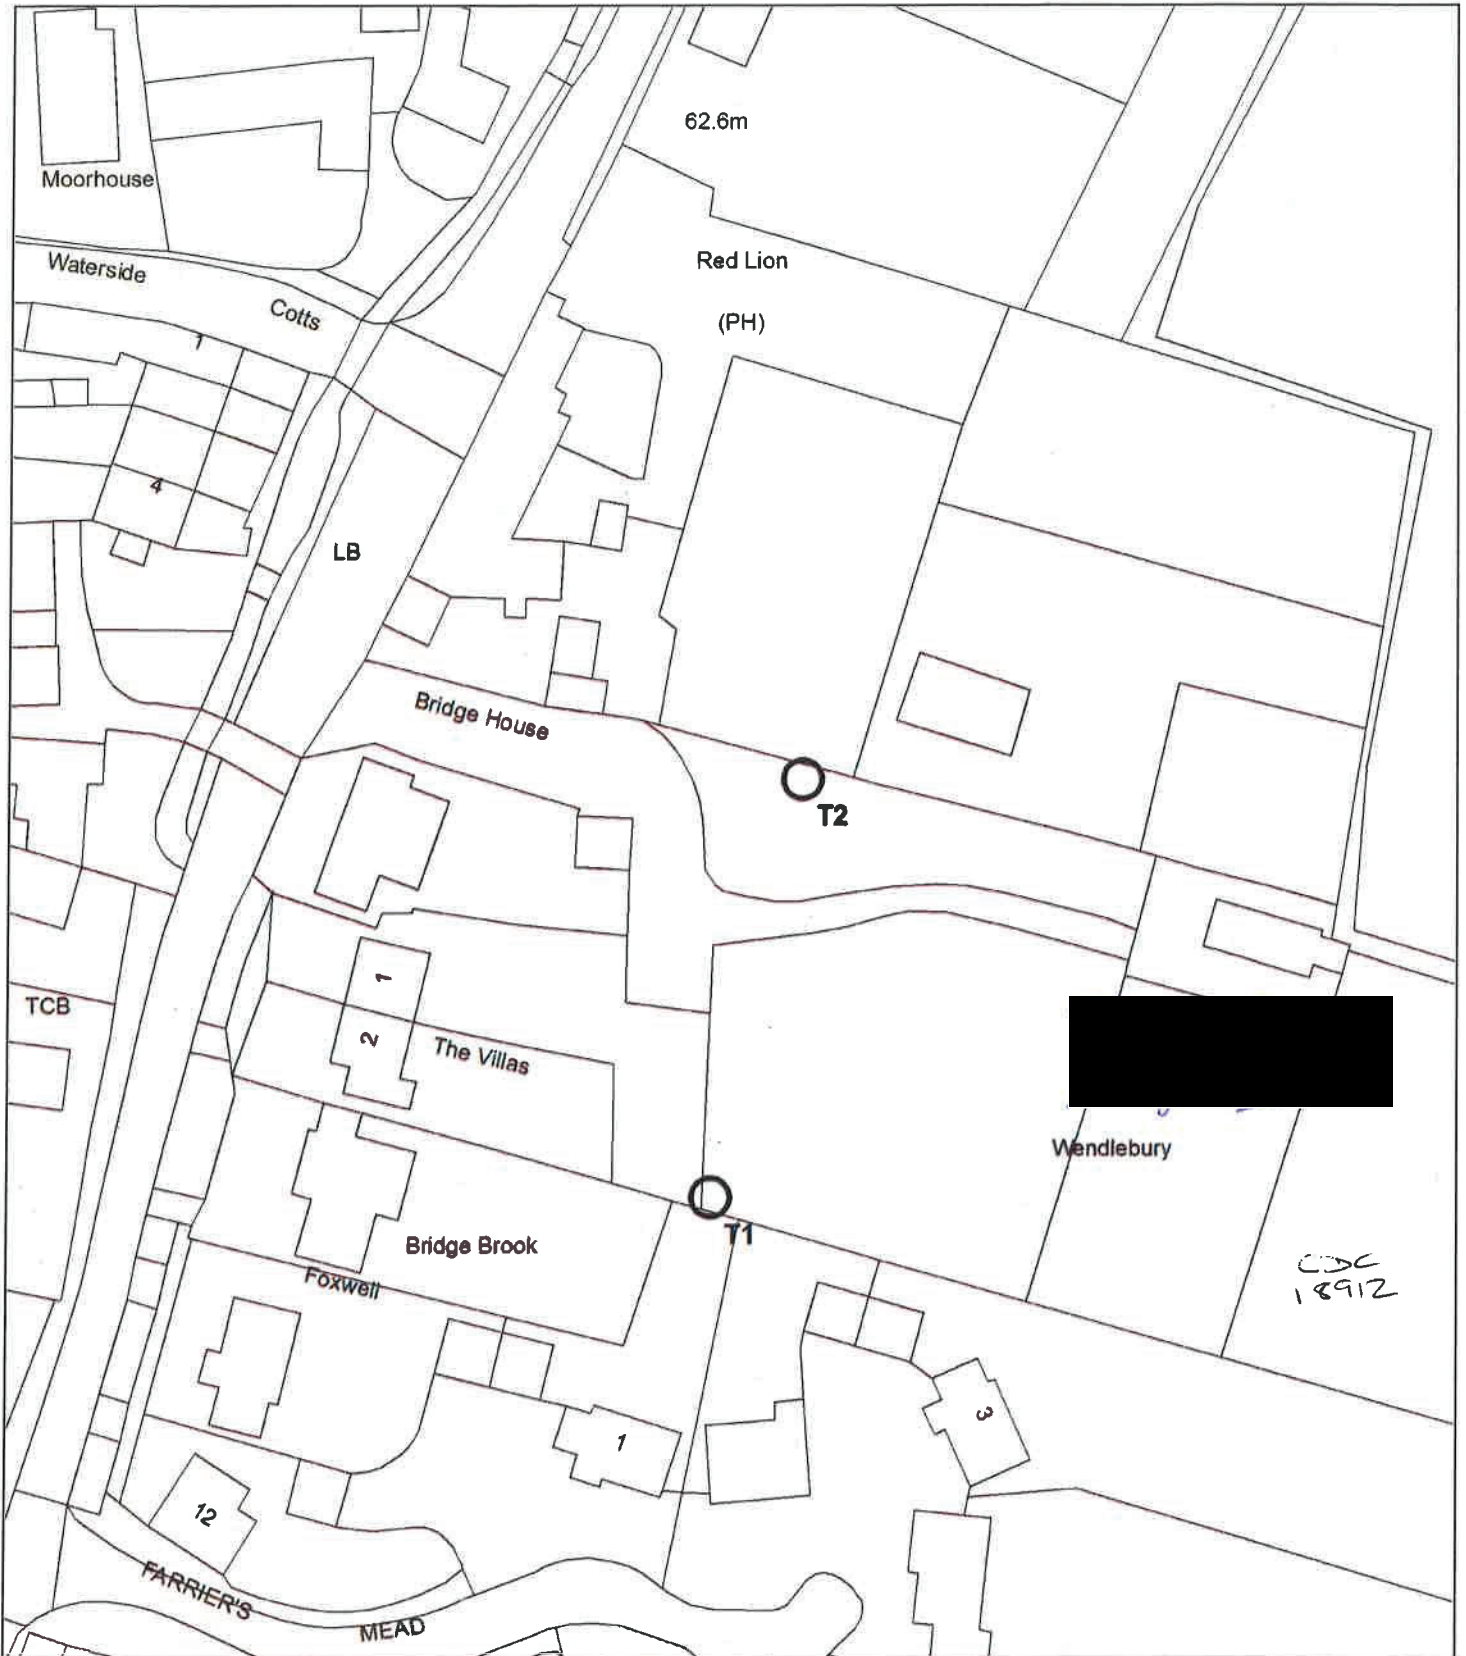 62.6m
Moorhouse
Waterside
Cotts
Red Lion
(PH)
1
4
LB
Bridge House
T2
TCB
1
2
The Villas
Wendlebury
T1
Bridge Brook
CDC
18912
Foxwell
1
3
12
FARRIER'S
MEAD